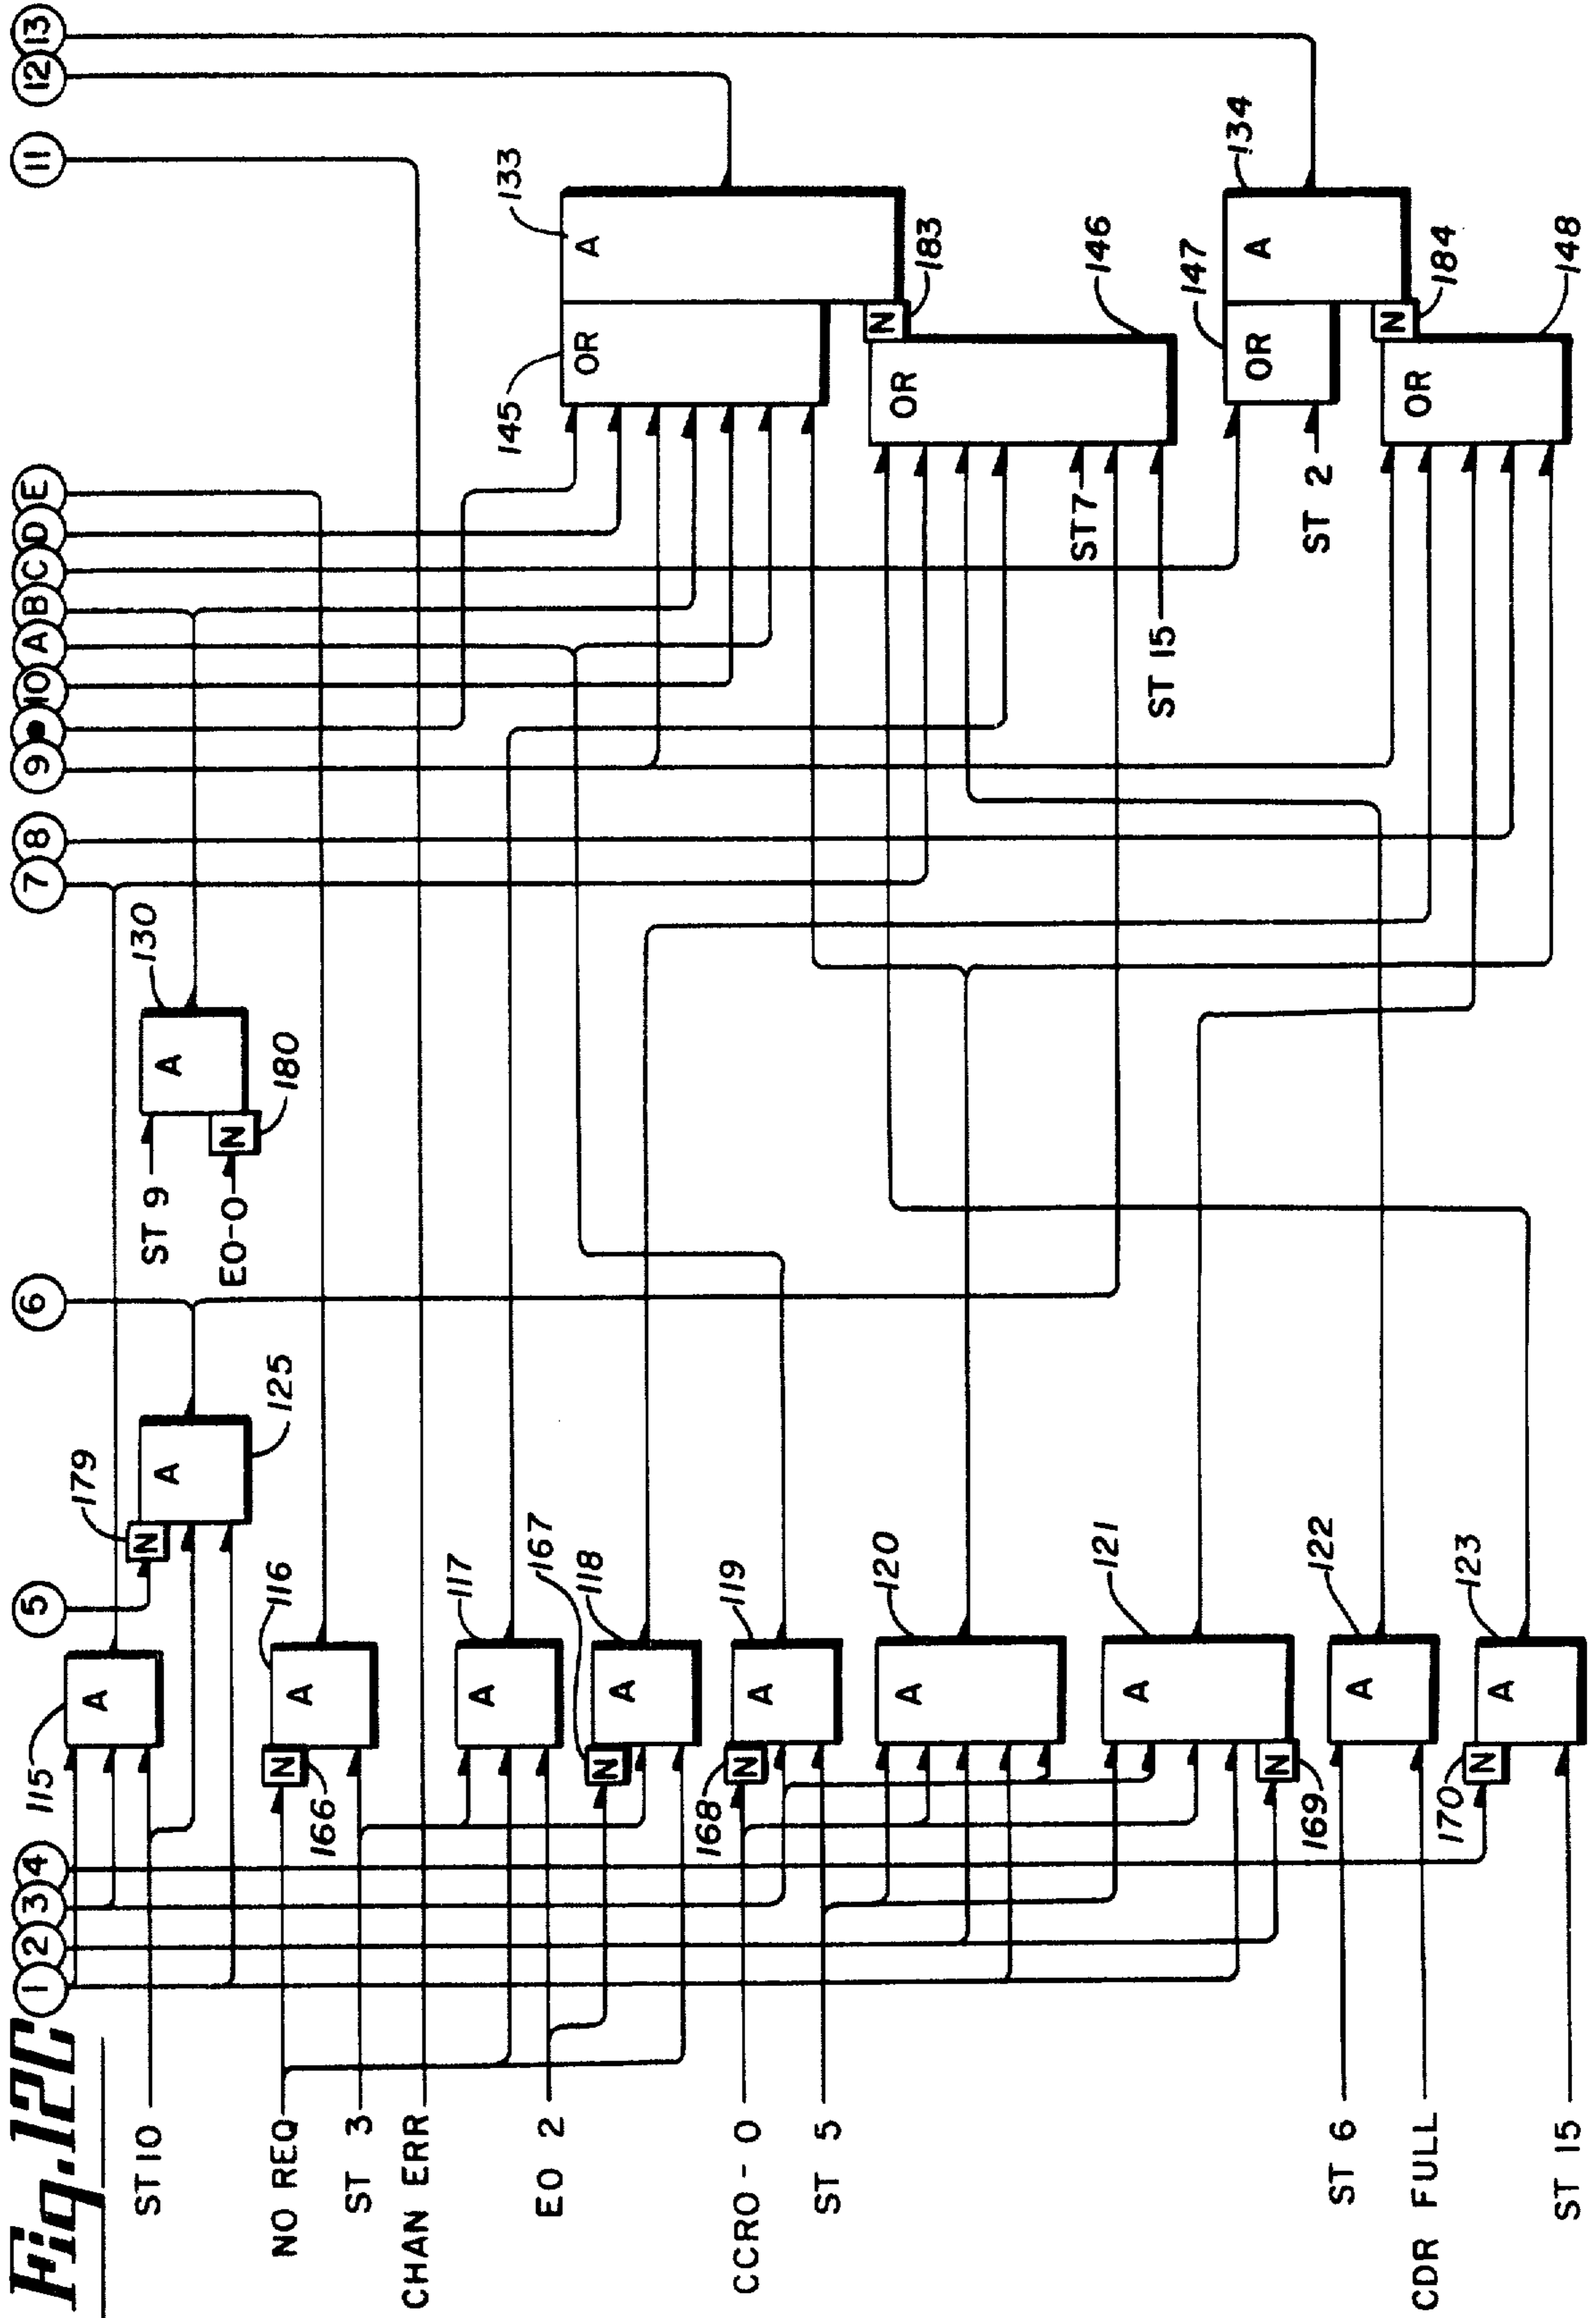 Fig.12C
ST 10
NO REQ
ST 3
CHAN ERR
EO 2
CCRO - 0
ST 5
ST 6
CDR FULL
ST 15
1
2
3
4
5
6
7
8
9
10
A
B
C
D
E
11
12
13
115
A
179
N
A
125
130
A
ST 9
EO-0
N
180
116
A
N
166
117
A
167
N
118
A
119
A
168
N
120
A
121
A
N
169
122
A
123
A
170
N
133
A
145
OR
N
183
OR
146
ST7
ST 15
134
A
147
OR
ST 2
N
184
OR
148